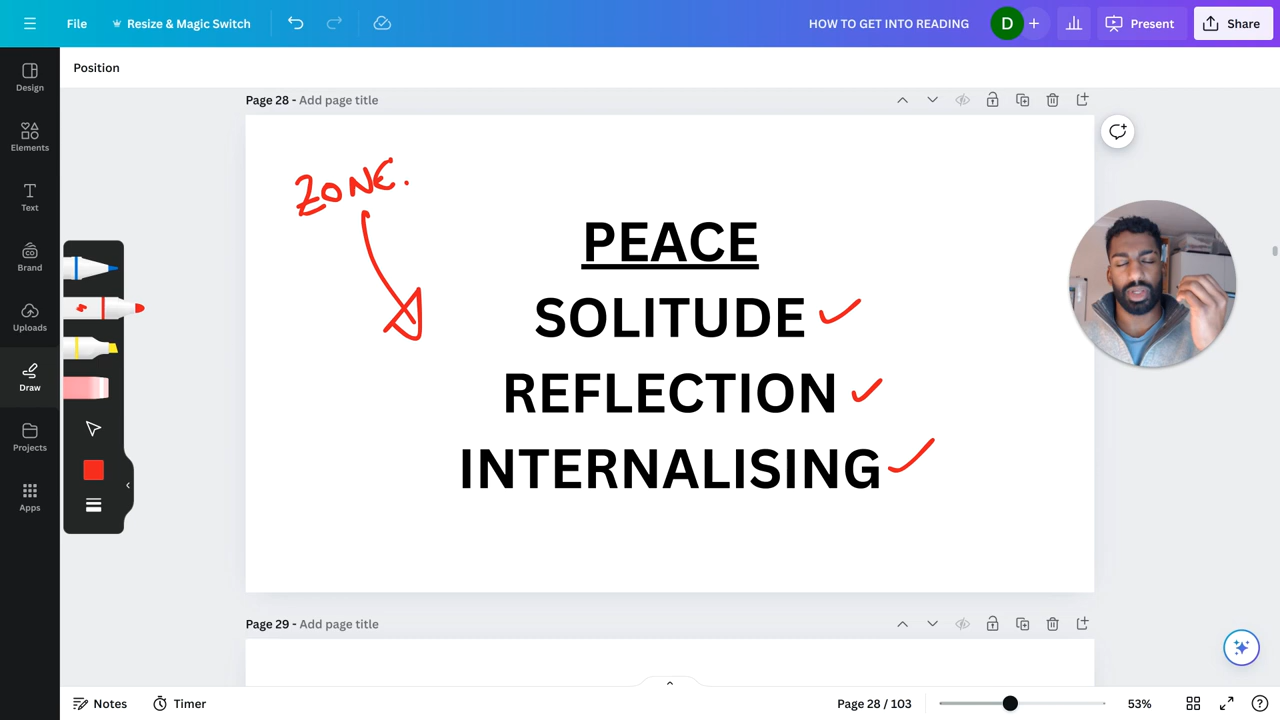 File
Resize & Magic Switch
HOW TO GET INTO READING
D
Present
Share
Position
Design
Elements
Text
Brand
Uploads
Draw
Projects
Apps
Page 28 - Add page title
ZONE.
PEACE
SOLITUDE
REFLECTION
INTERNALISING
Page 29 - Add page title
Notes
Timer
Page 28 / 103
53%